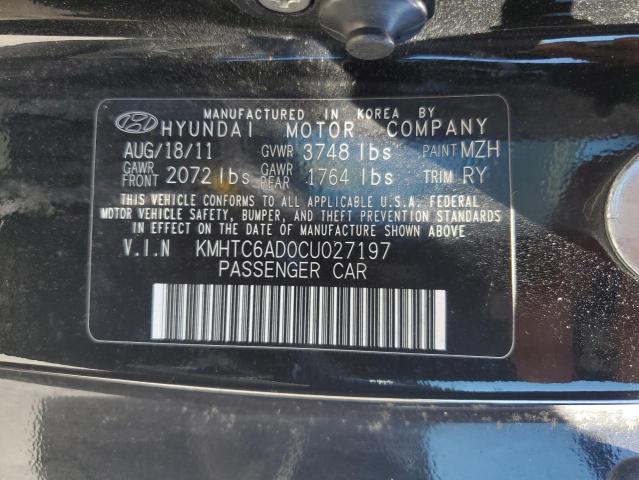 MANUFACTURED IN KOREA BY
HYUNDAI MOTOR COMPANY
AUG/18/11 GVWR 3748 lbs PAINT MZH
GAWR FRONT 2072 lbs GAWR REAR 1764 lbs TRIM RY
THIS VEHICLE CONFORMS TO ALL APPLICABLE U.S.A. FEDERAL
MOTOR VEHICLE SAFETY, BUMPER, AND THEFT PREVENTION STANDARDS
IN EFFECT ON THE DATE OF MANUFACTURE SHOWN ABOVE.
V.I.N KMHTC6AD0CU027197
PASSENGER CAR